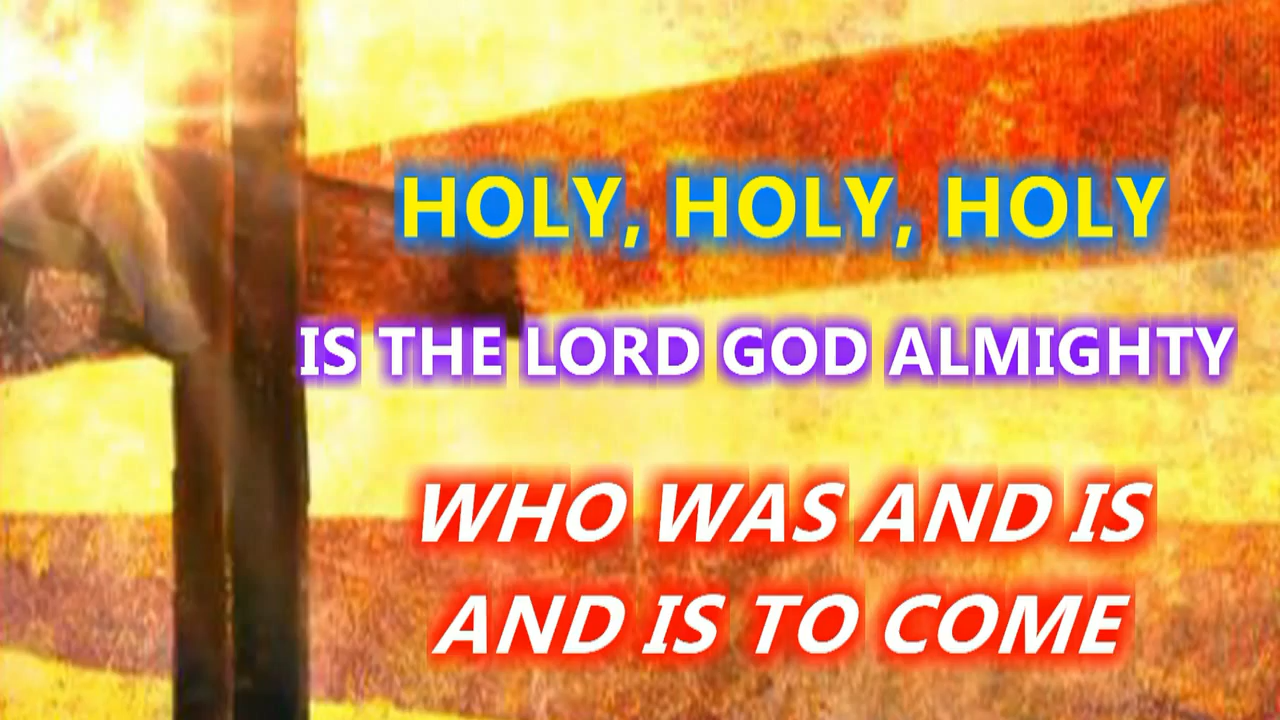 HOLY, HOLY, HOLY
IS THE LORD GOD ALMIGHTY
WHO WAS AND IS
AND IS TO COME